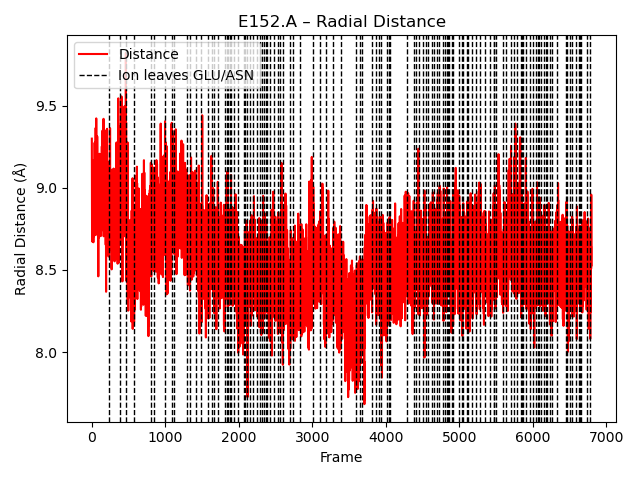 E152.A – Radial Distance
Distance
Ion leaves GLU/ASN
Radial Distance (Å)
9.5
9.0
8.5
8.0
0 1000 2000 3000 4000 5000 6000 7000
Frame